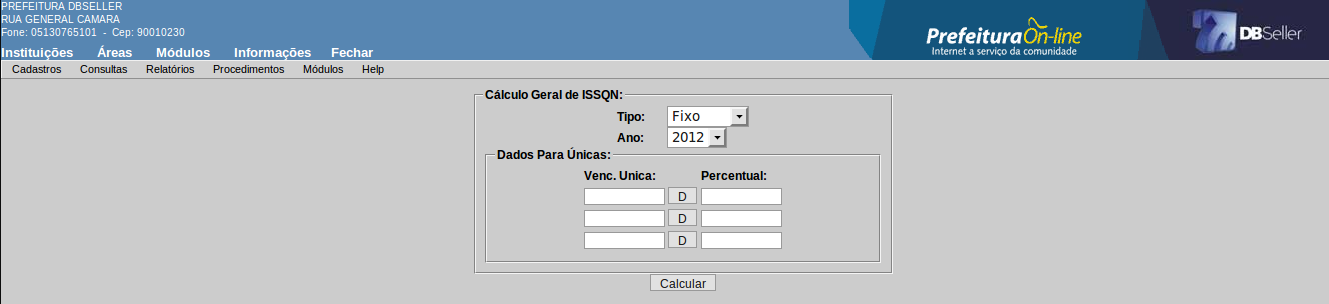 PREFEITURA DBSELLER
RUA GENERAL CAMARA
Fone: 05130765101 - Cep: 90010230
Instituições Áreas Módulos Informações Fechar
Prefeitura On-line
Internet a serviço da comunidade
DBSeller
Cadastros Consultas Relatórios Procedimentos Módulos Help
Cálculo Geral de ISSQN:
Tipo: Fixo
Ano: 2012
Dados Para Únicas:
Venc. Unica: Percentual:
D
D
D
Calcular